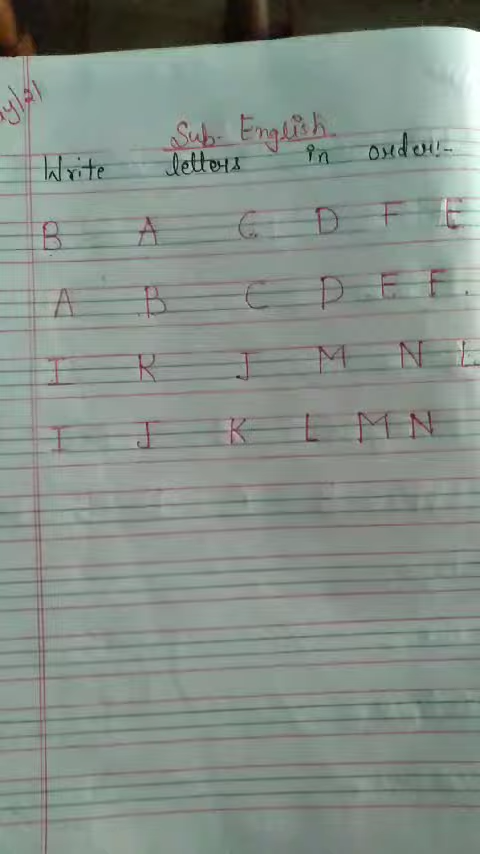 Sub- English
Write letters in order:-
B A C D F E
A B C D E F.
I K J M N L
I J K L M N